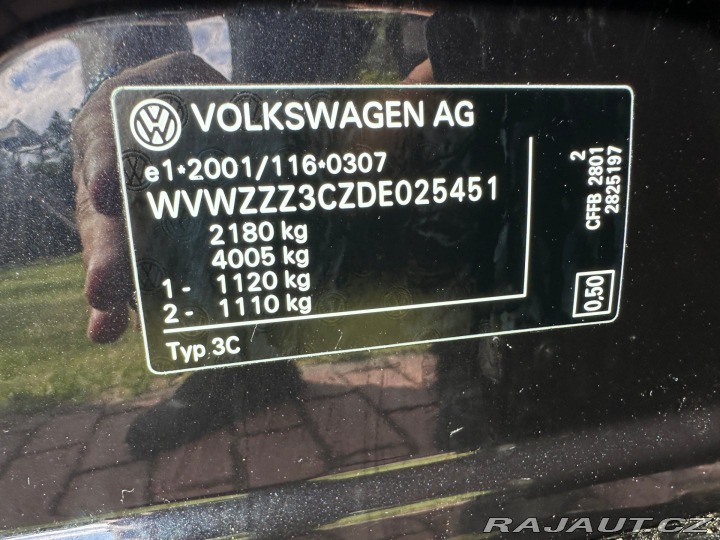 VOLKSWAGEN AG
e1*2001/116*0307
WVWZZZ3CZDE025451
2180 kg
4005 kg
1- 1120 kg
2- 1110 kg
Typ 3C
2
CFFB 2801
2825197
0.50
RAJAUT.CZ